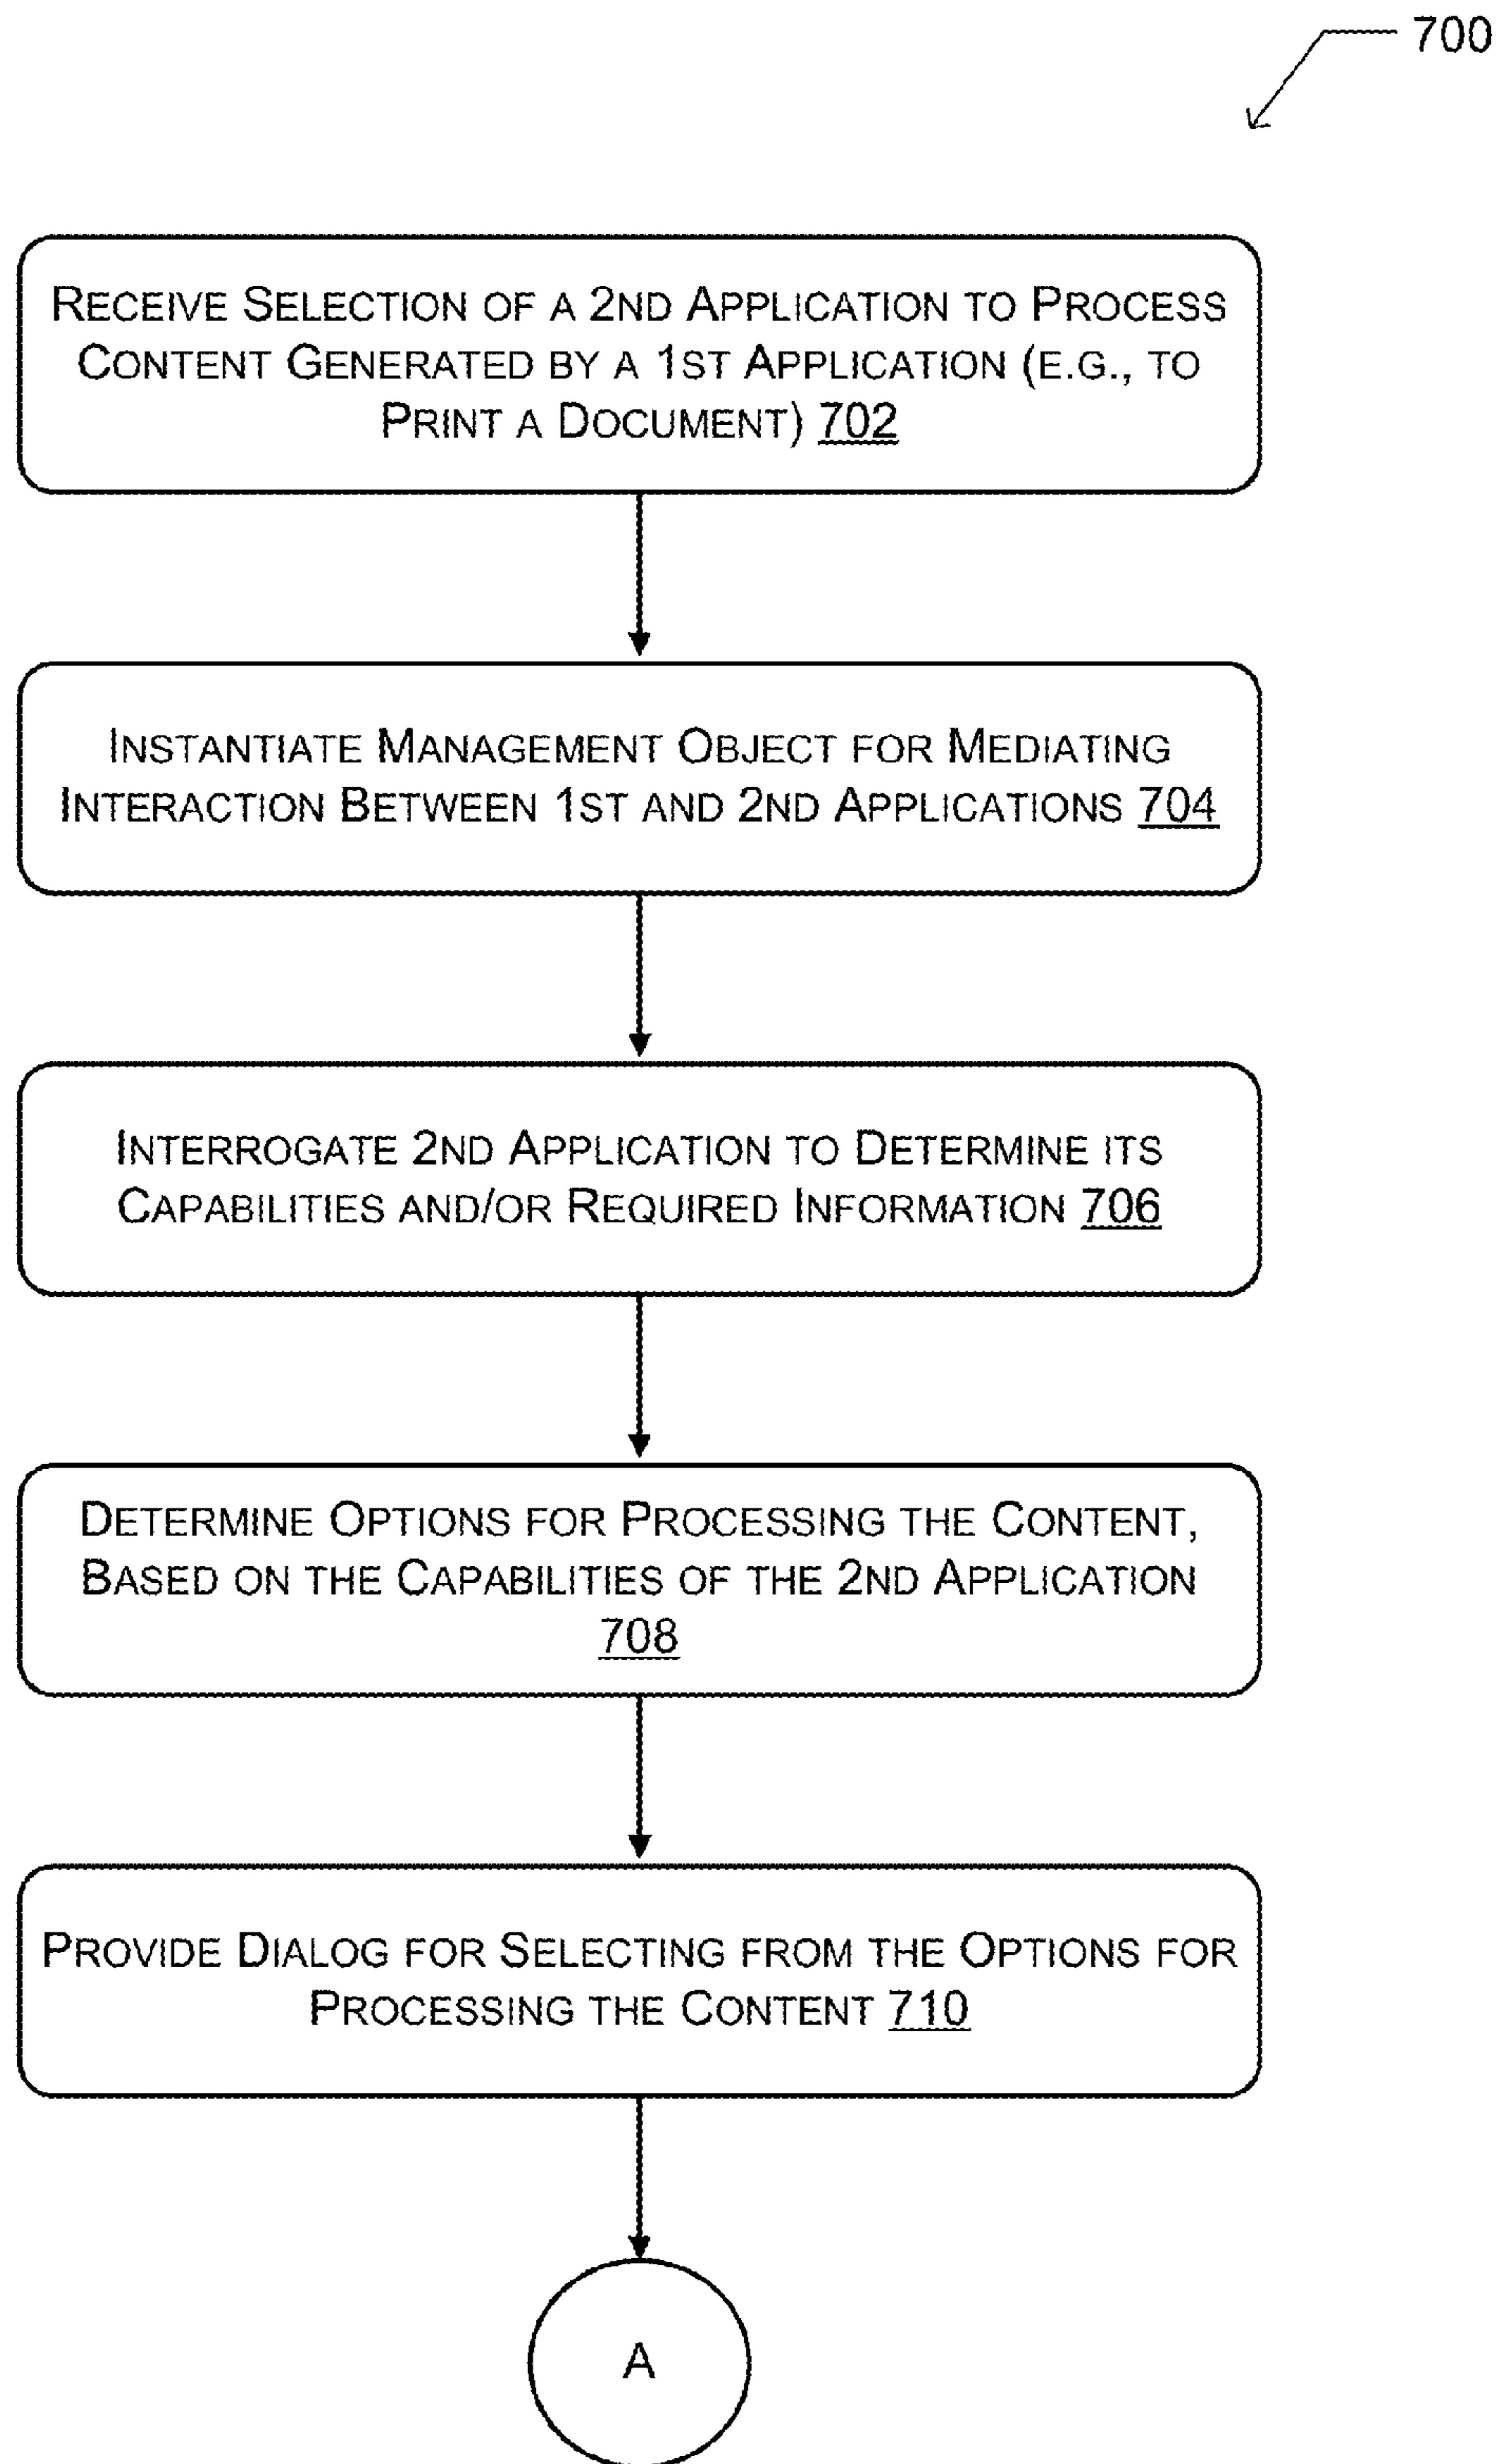 700
RECEIVE SELECTION OF A 2ND APPLICATION TO PROCESS
CONTENT GENERATED BY A 1ST APPLICATION (E.G., TO
PRINT A DOCUMENT) 702
INSTANTIATE MANAGEMENT OBJECT FOR MEDIATING
INTERACTION BETWEEN 1ST AND 2ND APPLICATIONS 704
INTERROGATE 2ND APPLICATION TO DETERMINE ITS
CAPABILITIES AND/OR REQUIRED INFORMATION 706
DETERMINE OPTIONS FOR PROCESSING THE CONTENT,
BASED ON THE CAPABILITIES OF THE 2ND APPLICATION
708
PROVIDE DIALOG FOR SELECTING FROM THE OPTIONS FOR
PROCESSING THE CONTENT 710
A